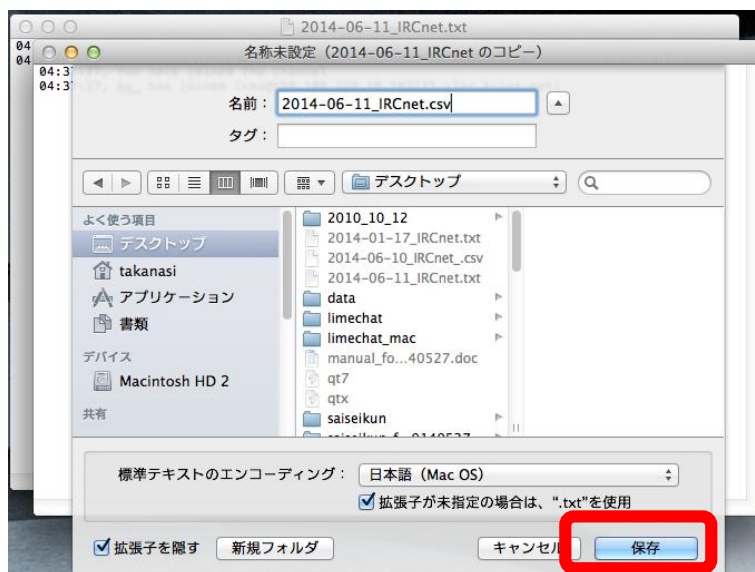 2014-06-11_IRCnet.txt
04
04
名称未設定（2014-06-11_IRCnet のコピー）
04:3
04:3
名前：
2014-06-11_IRCnet.csv
タグ：
デスクトップ
よく使う項目
デスクトップ
takanasi
アプリケーション
書類
デバイス
Macintosh HD 2
共有
2010_10_12
2014-01-17_IRCnet.txt
2014-06-10_IRCnet_.csv
2014-06-11_IRCnet.txt
data
limechat
limechat_mac
manual_fo...40527.doc
qt7
qtx
saiseikun
標準テキストのエンコーディング：
日本語（Mac OS）
拡張子が未指定の場合は、“.txt”を使用
拡張子を隠す
新規フォルダ
キャンセル
保存